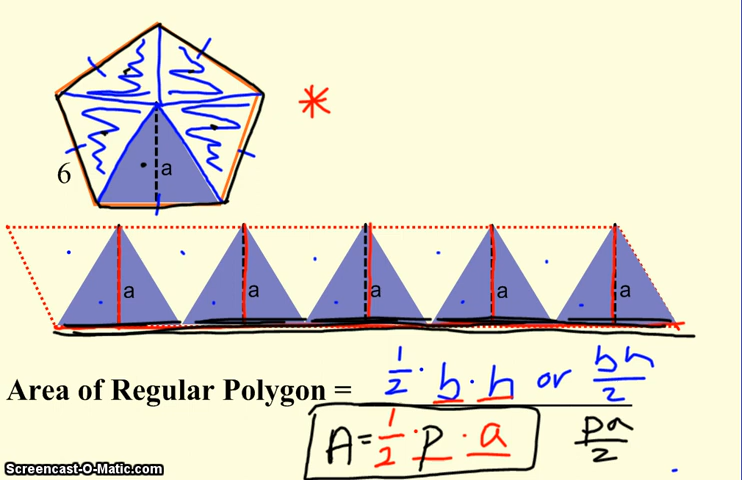 a
6
a a a a a
Area of Regular Polygon = 1/2 · b · h or bh/2
A = 1/2 · p · a pa/2
Screencast-O-Matic.com